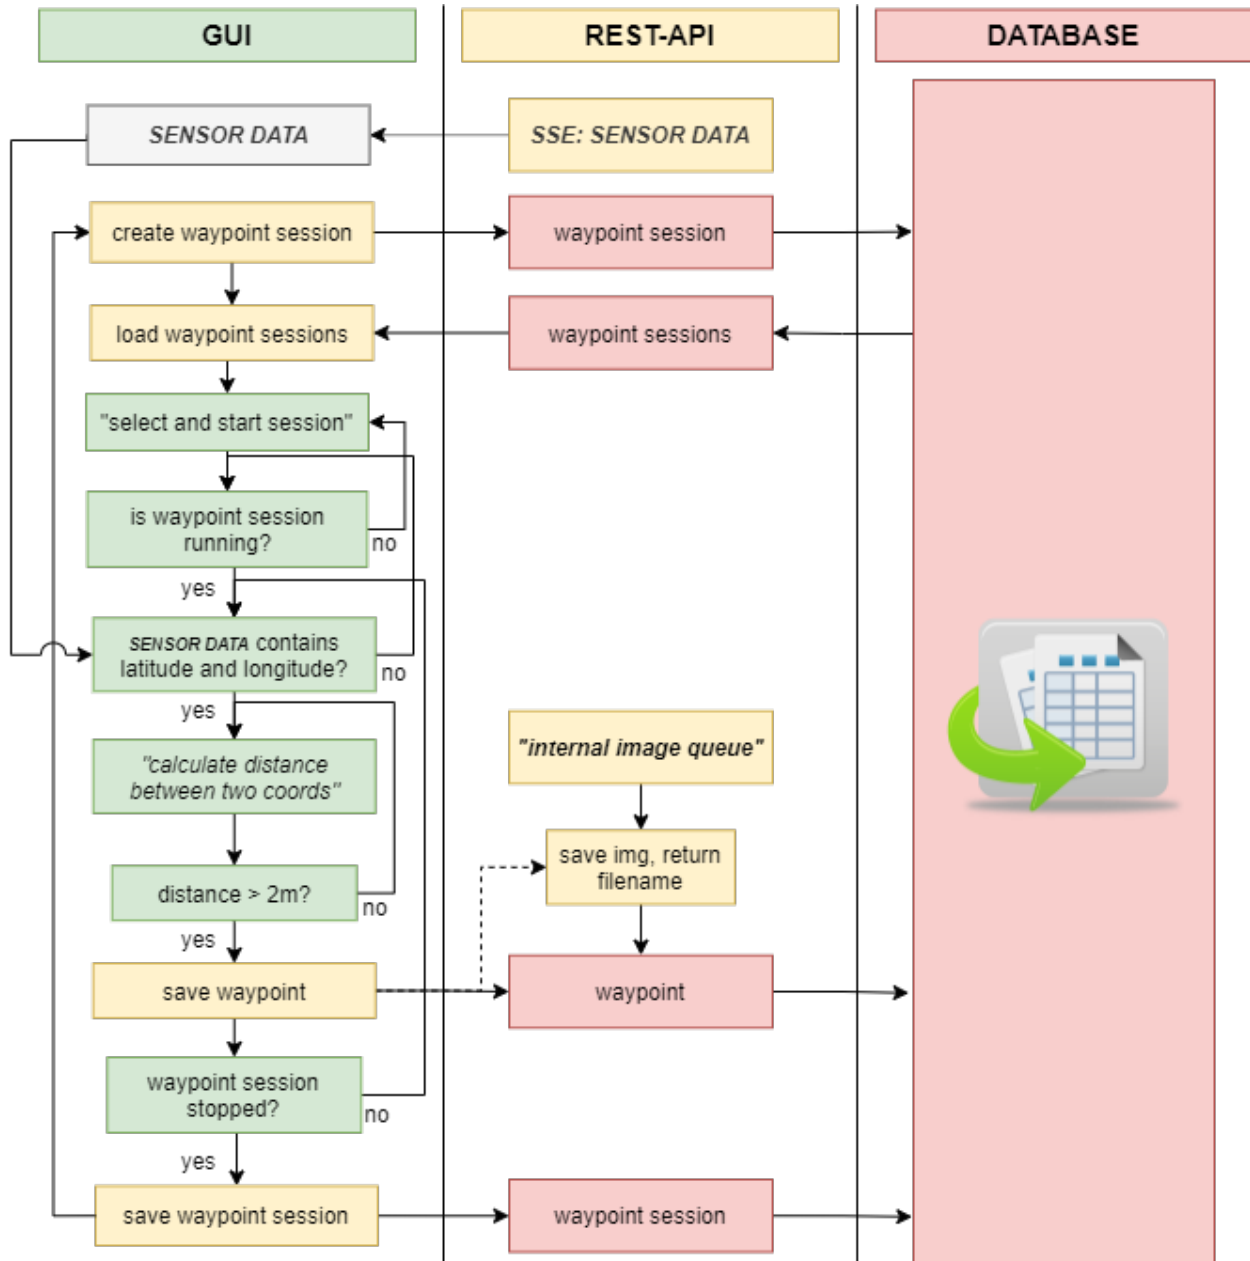 GUI
REST-API
DATABASE
SENSOR DATA
SSE: SENSOR DATA
create waypoint session
waypoint session
load waypoint sessions
waypoint sessions
"select and start session"
is waypoint session
running?
no
yes
SENSOR DATA contains
latitude and longitude?
no
yes
"calculate distance
between two coords"
"internal image queue"
save img, return
filename
distance > 2m?
no
yes
save waypoint
waypoint
waypoint session
stopped?
no
yes
save waypoint session
waypoint session